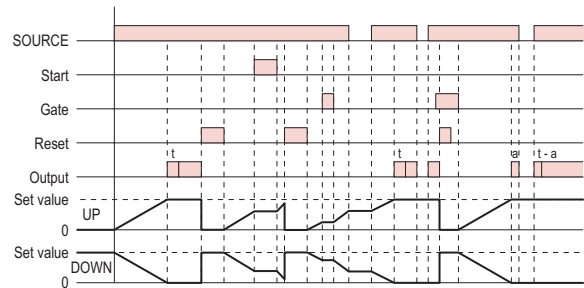 SOURCE
Start
Gate
Reset
t
t
a
t - a
Output
Set value
UP
0
Set value
DOWN
0